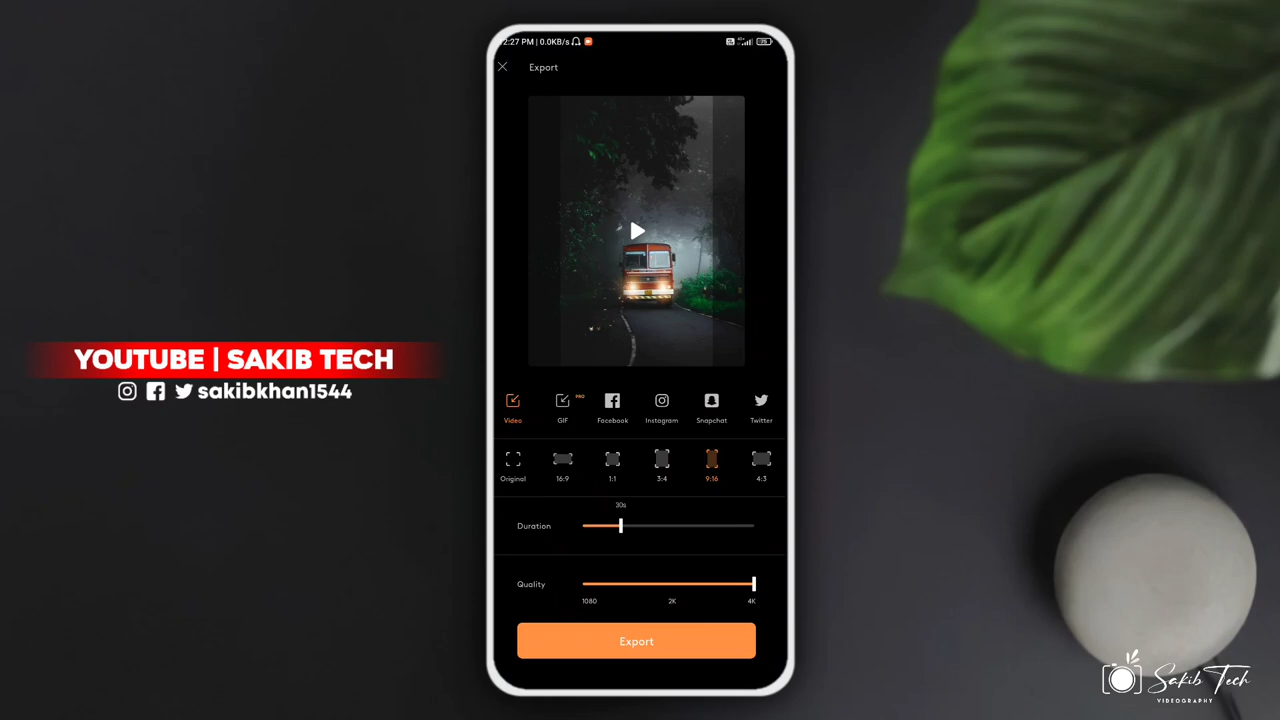 2:27 PM | 0.0KB/s
Export
YOUTUBE | SAKIB TECH
sakibkhan1544
Video
GIF
PRO
Facebook
Instagram
Snapchat
Twitter
Original
16:9
1:1
3:4
9:16
4:3
30s
Duration
Quality
1080
2K
4K
Export
Sakib Tech
VIDEOGRAPHY